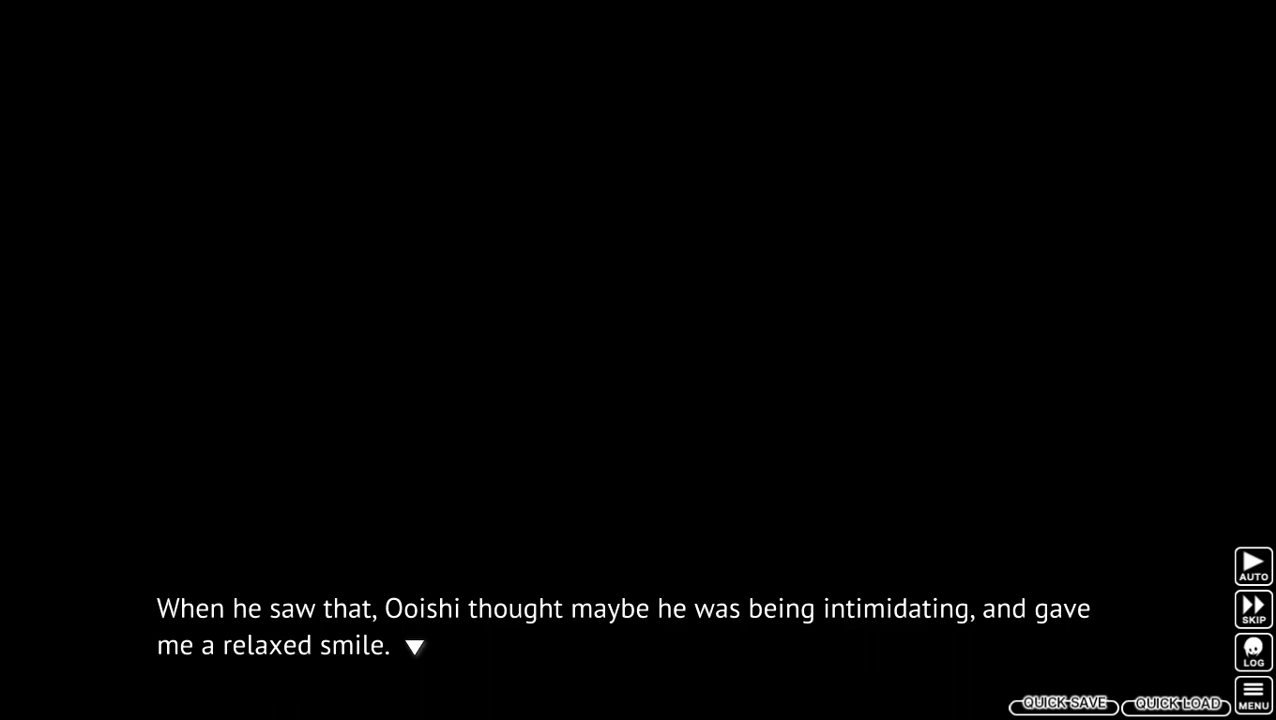 When he saw that, Ooishi thought maybe he was being intimidating, and gave
me a relaxed smile.
AUTO
SKIP
LOG
MENU
QUICK SAVE QUICK LOAD